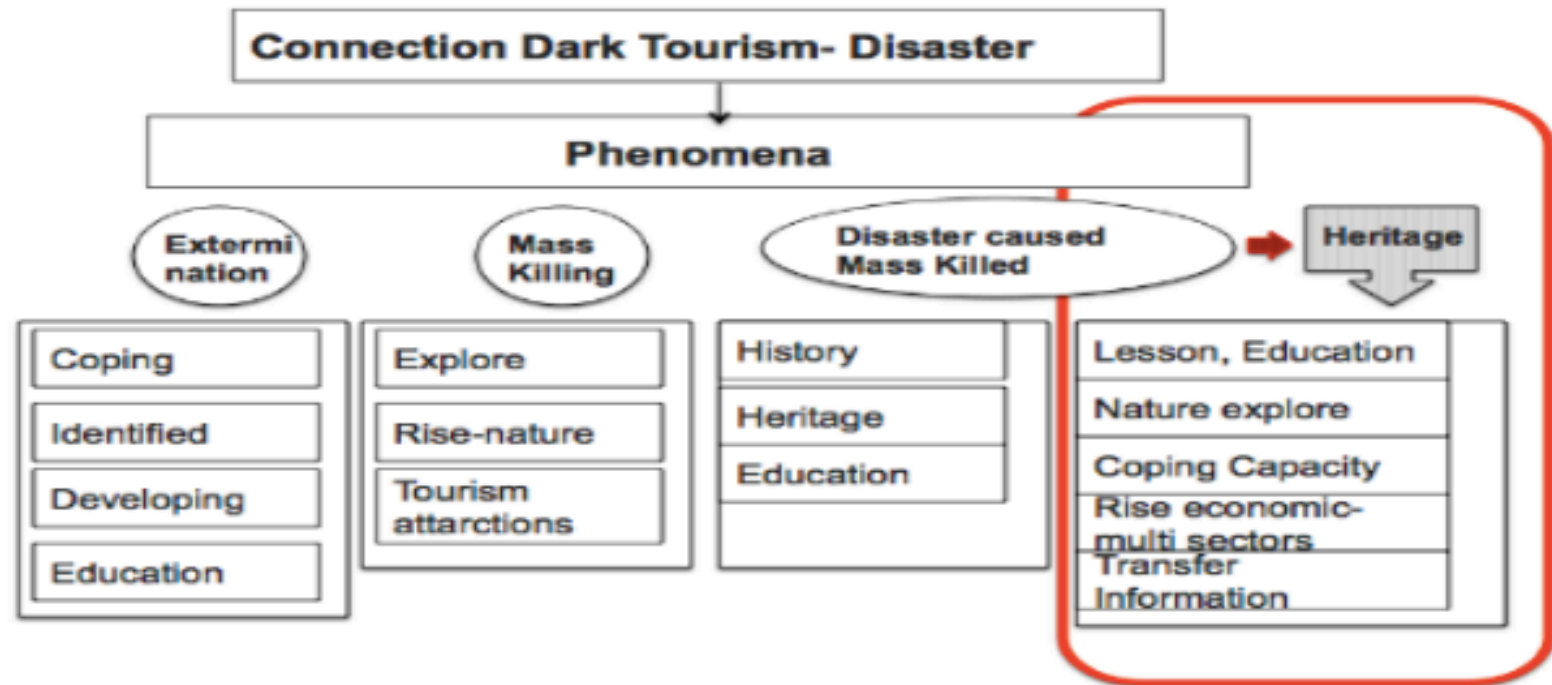 Connection Dark Tourism- Disaster
Phenomena
Extermi
nation
Mass
Killing
Disaster caused
Mass Killed
Heritage
Coping
Identified
Developing
Education
Explore
Rise-nature
Tourism
attarctions
History
Heritage
Education
Lesson, Education
Nature explore
Coping Capacity
Rise economic-
multi sectors
Transfer
Information